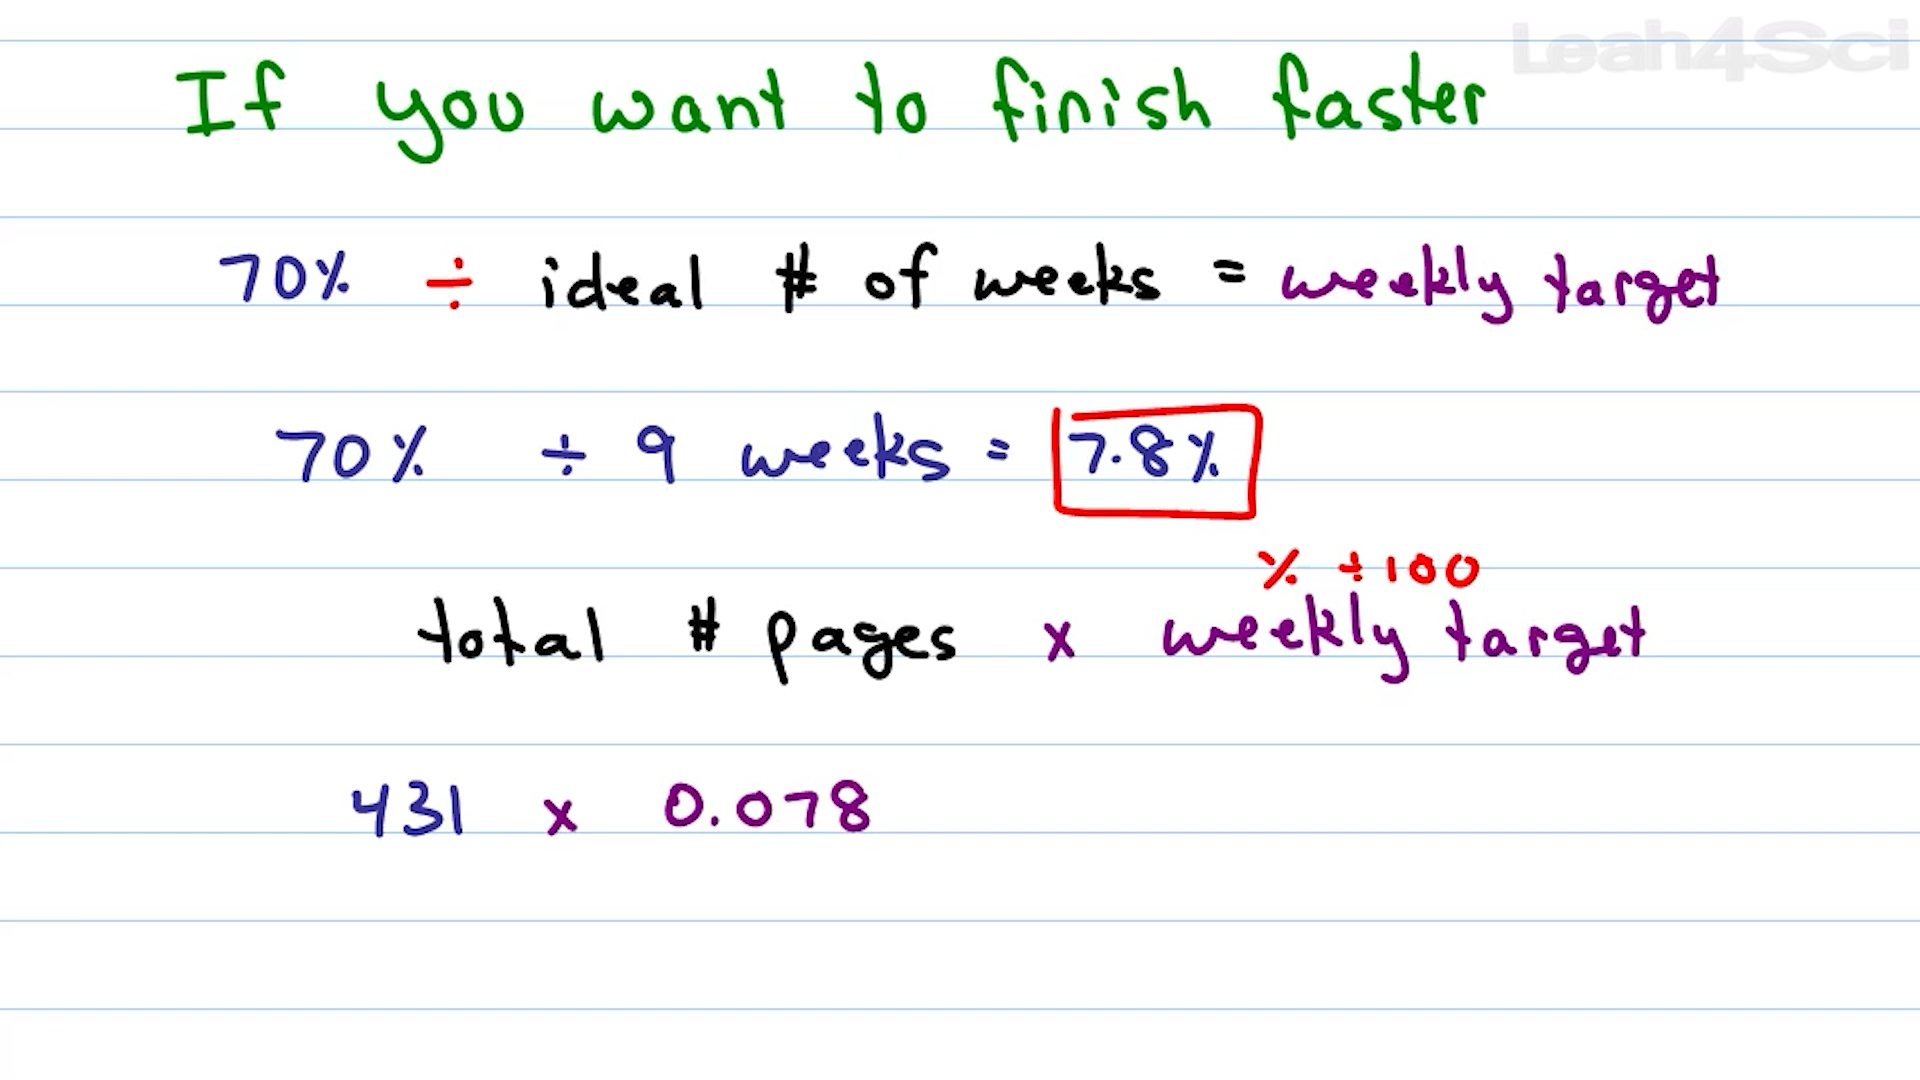 Leah4Sci
If you want to finish faster
70% ÷ ideal # of weeks = weekly target
70% ÷ 9 weeks = 7.8%
% ÷100
total # pages x weekly target
431 x 0.078